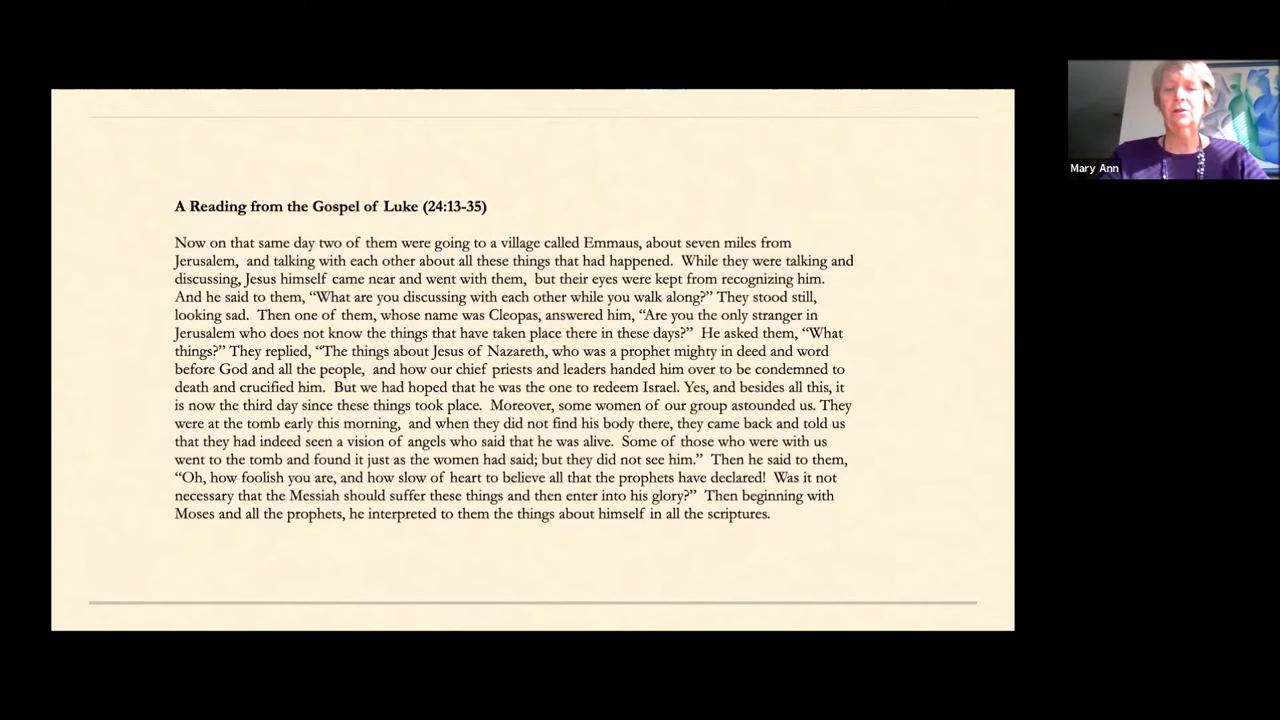 A Reading from the Gospel of Luke (24:13-35)
Now on that same day two of them were going to a village called Emmaus, about seven miles from
Jerusalem,  and talking with each other about all these things that had happened.  While they were talking and
discussing, Jesus himself came near and went with them,  but their eyes were kept from recognizing him.
And he said to them, “What are you discussing with each other while you walk along?” They stood still,
looking sad.  Then one of them, whose name was Cleopas, answered him, “Are you the only stranger in
Jerusalem who does not know the things that have taken place there in these days?”  He asked them, “What
things?” They replied, “The things about Jesus of Nazareth, who was a prophet mighty in deed and word
before God and all the people,  and how our chief priests and leaders handed him over to be condemned to
death and crucified him.  But we had hoped that he was the one to redeem Israel. Yes, and besides all this, it
is now the third day since these things took place.  Moreover, some women of our group astounded us. They
were at the tomb early this morning,  and when they did not find his body there, they came back and told us
that they had indeed seen a vision of angels who said that he was alive.  Some of those who were with us
went to the tomb and found it just as the women had said; but they did not see him.”  Then he said to them,
“Oh, how foolish you are, and how slow of heart to believe all that the prophets have declared!  Was it not
necessary that the Messiah should suffer these things and then enter into his glory?”  Then beginning with
Moses and all the prophets, he interpreted to them the things about himself in all the scriptures.
Mary Ann